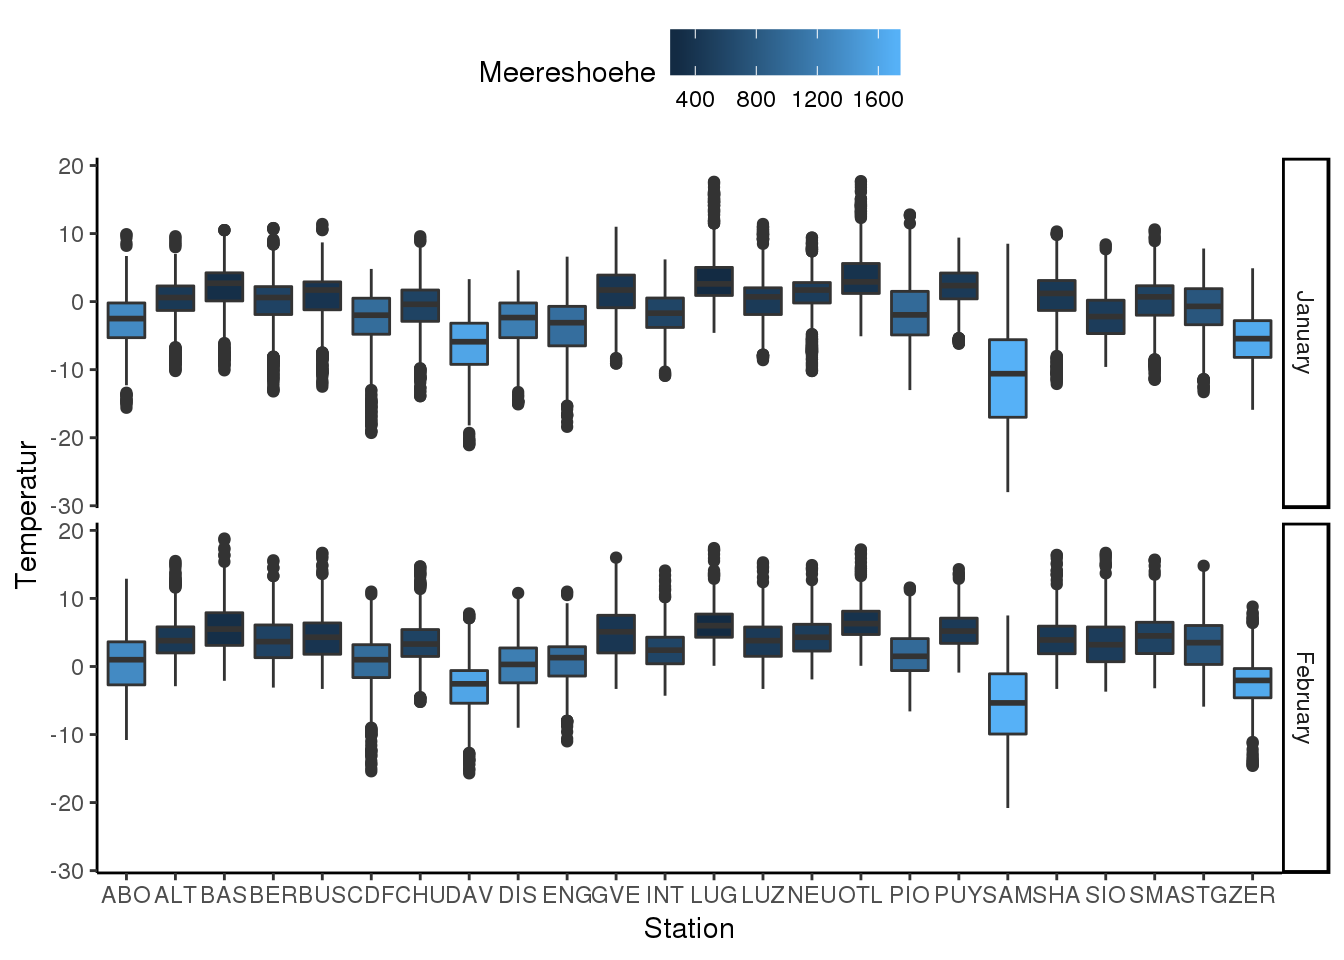 Meereshoehe
400 800 1200 1600
Temperatur
20
10
0
-10
-20
-30
January
20
10
0
-10
-20
-30
February
ABO ALT BAS BER BUS CDF CHU DAV DIS ENG GVE INT LUG LUZ NEU OTL PIO PUY SAM SHA SIO SMA STG ZER
Station